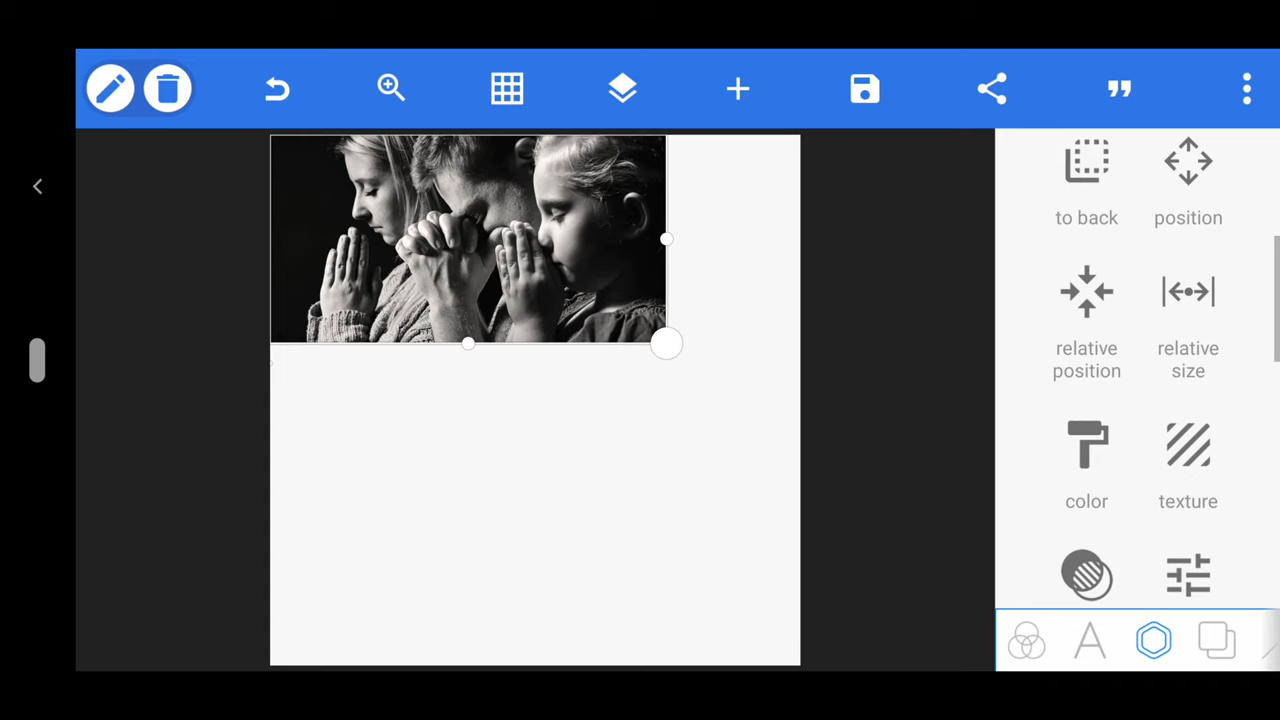 to back
position
relative
position
relative
size
color
texture